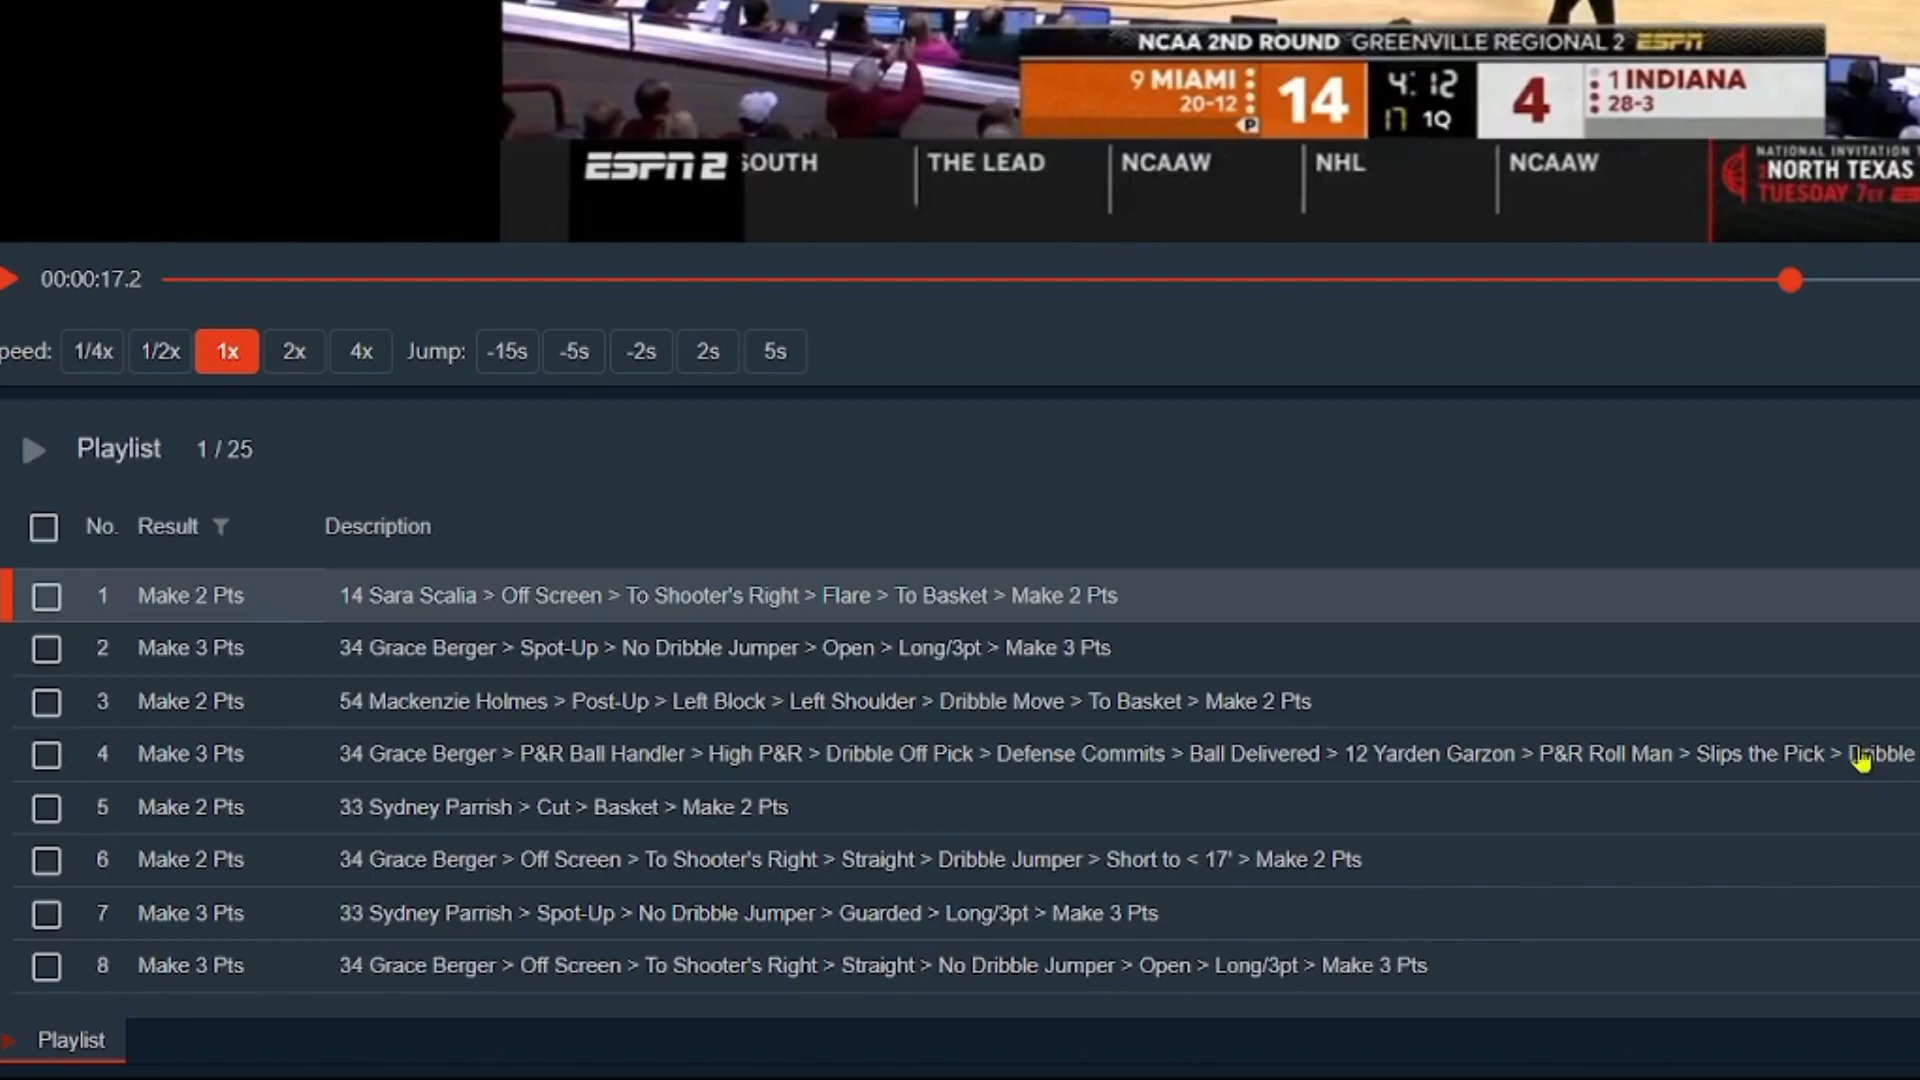 NCAA 2ND ROUND GREENVILLE REGIONAL 2 ESPN
9 MIAMI 14 4:12 4 1 INDIANA
20-12 P 17 1Q 28-3
ESPN 2 SOUTH THE LEAD NCAAW NHL NCAAW
NATIONAL INVITATION
NORTH TEXAS
TUESDAY 7ET
00:00:17.2
peed: 1/4x 1/2x 1x 2x 4x Jump: -15s -5s -2s 2s 5s
Playlist 1 / 25
No. Result Description
1 Make 2 Pts 14 Sara Scalia > Off Screen > To Shooter's Right > Flare > To Basket > Make 2 Pts
2 Make 3 Pts 34 Grace Berger > Spot-Up > No Dribble Jumper > Open > Long/3pt > Make 3 Pts
3 Make 2 Pts 54 Mackenzie Holmes > Post-Up > Left Block > Left Shoulder > Dribble Move > To Basket > Make 2 Pts
4 Make 3 Pts 34 Grace Berger > P&R Ball Handler > High P&R > Dribble Off Pick > Defense Commits > Ball Delivered > 12 Yarden Garzon > P&R Roll Man > Slips the Pick > Dribble
5 Make 2 Pts 33 Sydney Parrish > Cut > Basket > Make 2 Pts
6 Make 2 Pts 34 Grace Berger > Off Screen > To Shooter's Right > Straight > Dribble Jumper > Short to < 17' > Make 2 Pts
7 Make 3 Pts 33 Sydney Parrish > Spot-Up > No Dribble Jumper > Guarded > Long/3pt > Make 3 Pts
8 Make 3 Pts 34 Grace Berger > Off Screen > To Shooter's Right > Straight > No Dribble Jumper > Open > Long/3pt > Make 3 Pts
Playlist